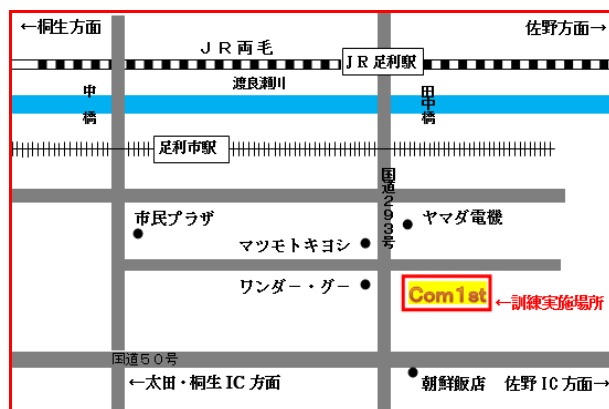 ←桐生方面
佐野方面→
ＪＲ両毛
ＪＲ足利駅
渡良瀬川
中橋
田中橋
足利市駅
国道２９３号
市民プラザ
ヤマダ電機
マツモトキヨシ
ワンダー・グー
Com1st
←訓練実施場所
国道５０号
←太田・桐生IC方面
朝鮮飯店
佐野IC方面→